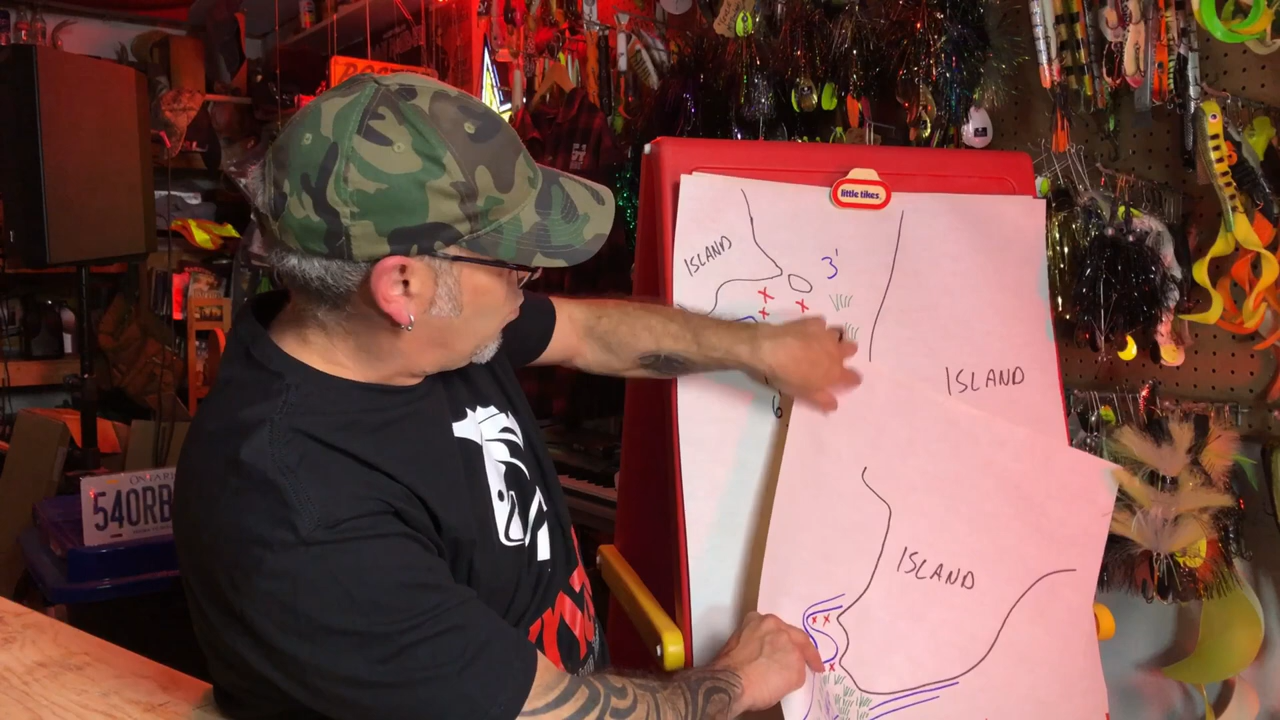 little tikes
ISLAND
3'
ISLAND
6
ISLAND
ONTARIO
540RB